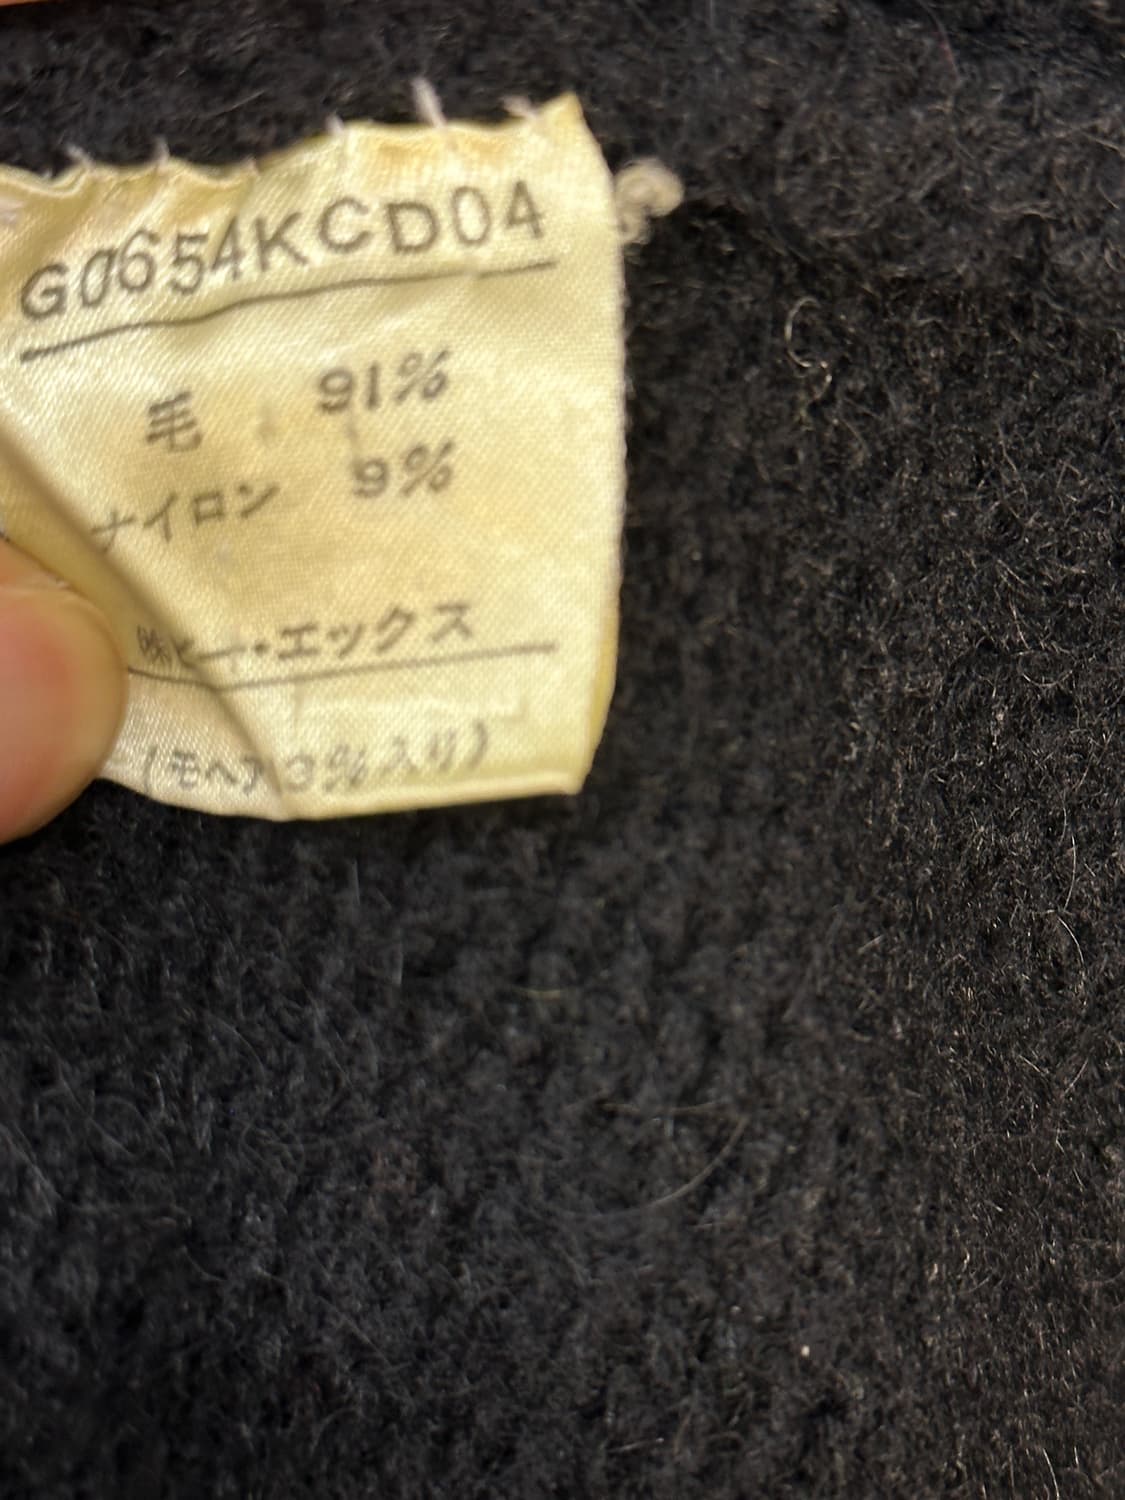 G0654KCD04
毛 91%
ナイロン 9%
㈱ビー・エックス
(モヘア3%入り)